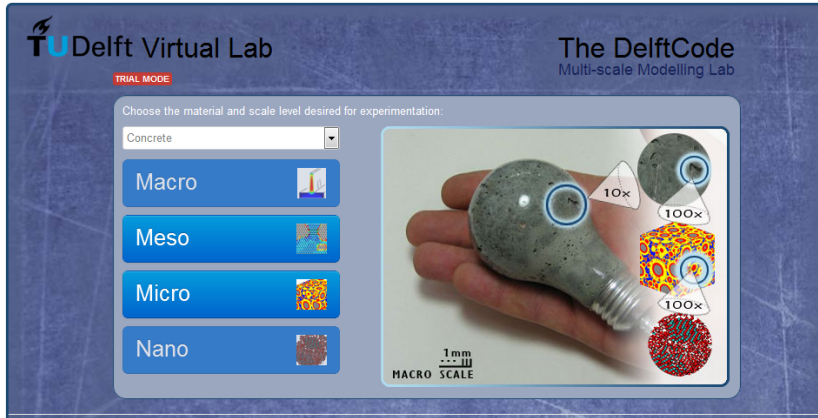 TUDelft Virtual Lab
The DelftCode
Multi-scale Modelling Lab
TRIAL MODE
Choose the material and scale level desired for experimentation:
Concrete
Macro
Meso
Micro
Nano
10x
100x
100x
1mm
MACRO SCALE